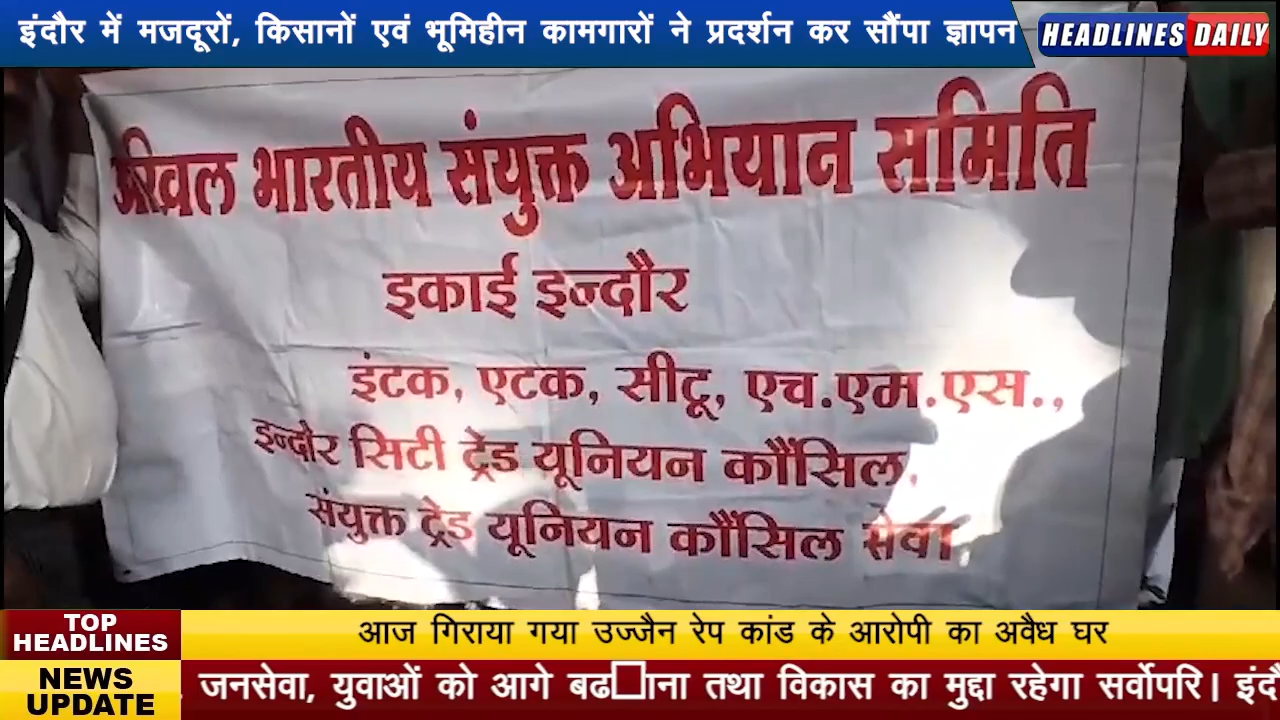 इंदौर में मजदूरों, किसानों एवं भूमिहीन कामगारों ने प्रदर्शन कर सौंपा ज्ञापन
HEADLINES DAILY
अखिल भारतीय संयुक्त अभियान समिति
इकाई इन्दौर
इंटक, एटक, सीटू, एच.एम.एस.,
इन्दौर सिटी ट्रेड यूनियन कौंसिल,
संयुक्त ट्रेड यूनियन कौंसिल सेवा
TOP HEADLINES
आज गिराया गया उज्जैन रेप कांड के आरोपी का अवैध घर
NEWS UPDATE
जनसेवा, युवाओं को आगे बढ□ाना तथा विकास का मुद्दा रहेगा सर्वोपरि। इंदौ